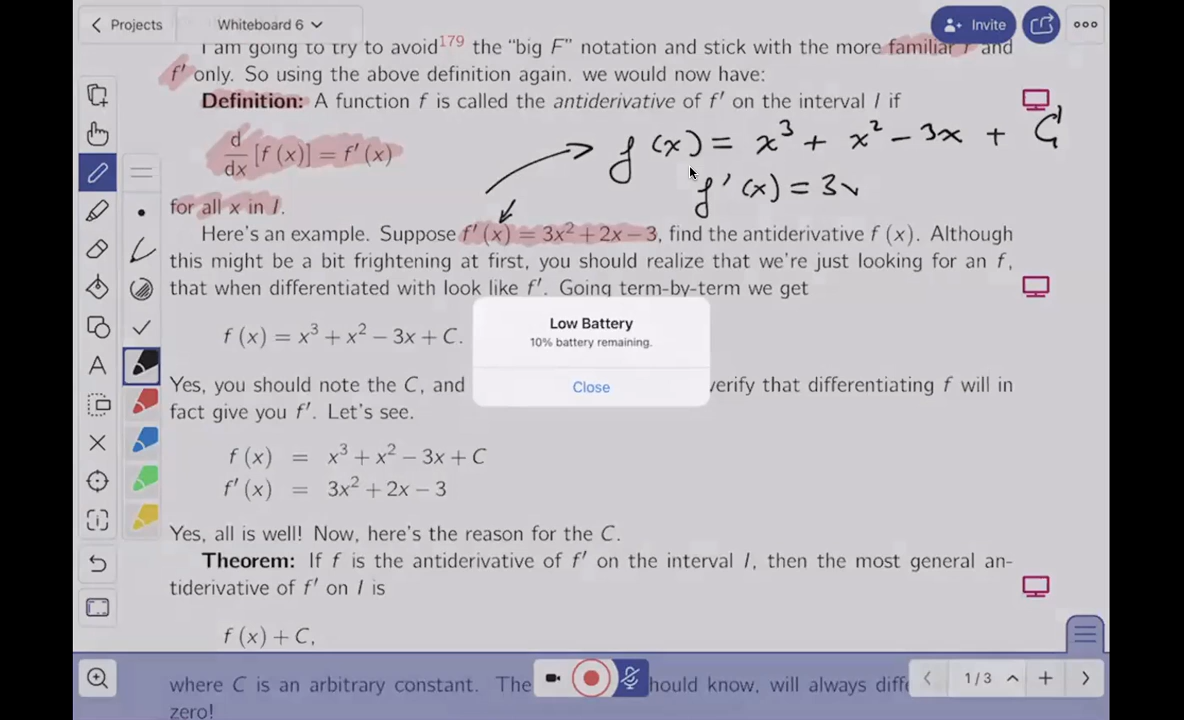 Projects Whiteboard 6 Invite
I am going to try to avoid179 the “big F” notation and stick with the more familiar f and
f′ only. So using the above definition again. we would now have:
Definition: A function f is called the antiderivative of f′ on the interval I if
f(x) = x³ + x² − 3x + C
d/dx [f (x)] = f′(x)
f′(x) = 3x
for all x in I.
Here’s an example. Suppose f′(x) = 3x² + 2x − 3, find the antiderivative f (x). Although
this might be a bit frightening at first, you should realize that we’re just looking for an f,
that when differentiated with look like f′. Going term-by-term we get
Low Battery
10% battery remaining.
Close
f (x) = x³ + x² − 3x + C.
Yes, you should note the C, and verify that differentiating f will in
fact give you f′. Let’s see.
A
f (x) = x³ + x² − 3x + C
f′ (x) = 3x² + 2x − 3
Yes, all is well! Now, here’s the reason for the C.
Theorem: If f is the antiderivative of f′ on the interval I, then the most general an-
tiderivative of f′ on I is
f (x) + C,
where C is an arbitrary constant. The hould know, will always diff
zero!
1/3